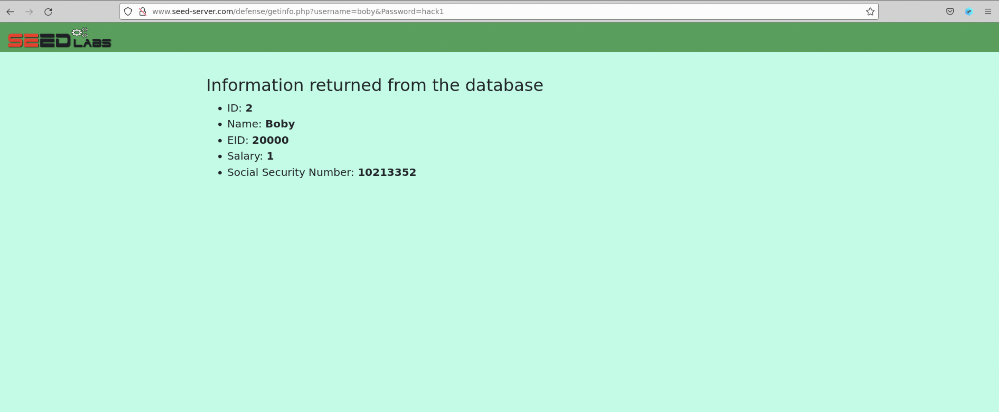 www.seed-server.com/defense/getinfo.php?username=boby&Password=hack1
SEED LABS
Information returned from the database
• ID: 2
• Name: Boby
• EID: 20000
• Salary: 1
• Social Security Number: 10213352